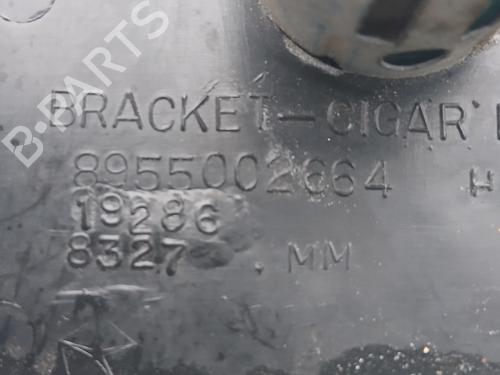 B-PARTS
BRACKET-CIGAR
8955002664 H
19286
8327 .MM